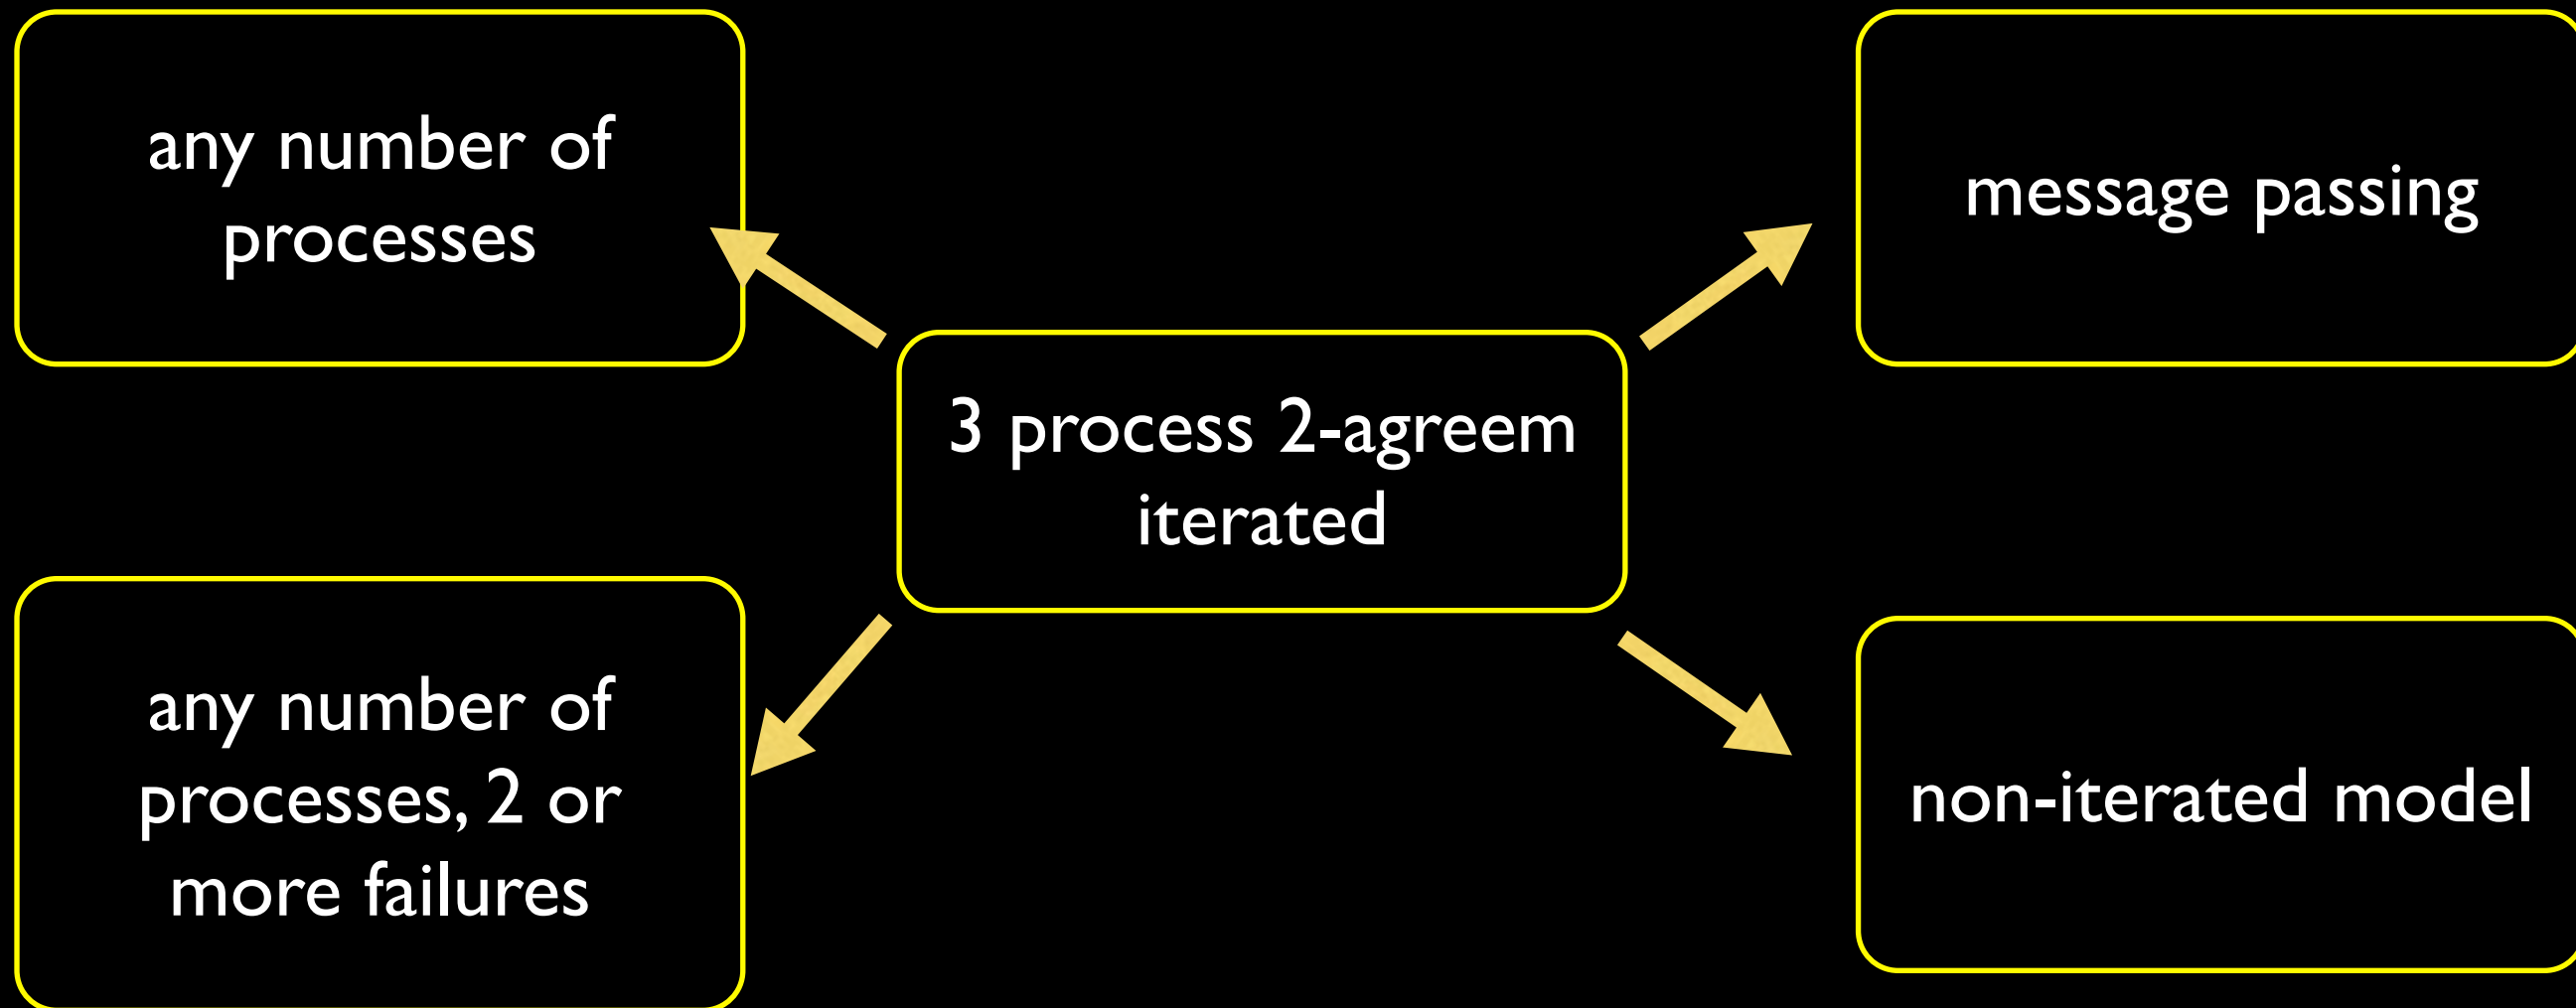 any number of
processes
message passing
3 process 2-agreem
iterated
any number of
processes, 2 or
more failures
non-iterated model